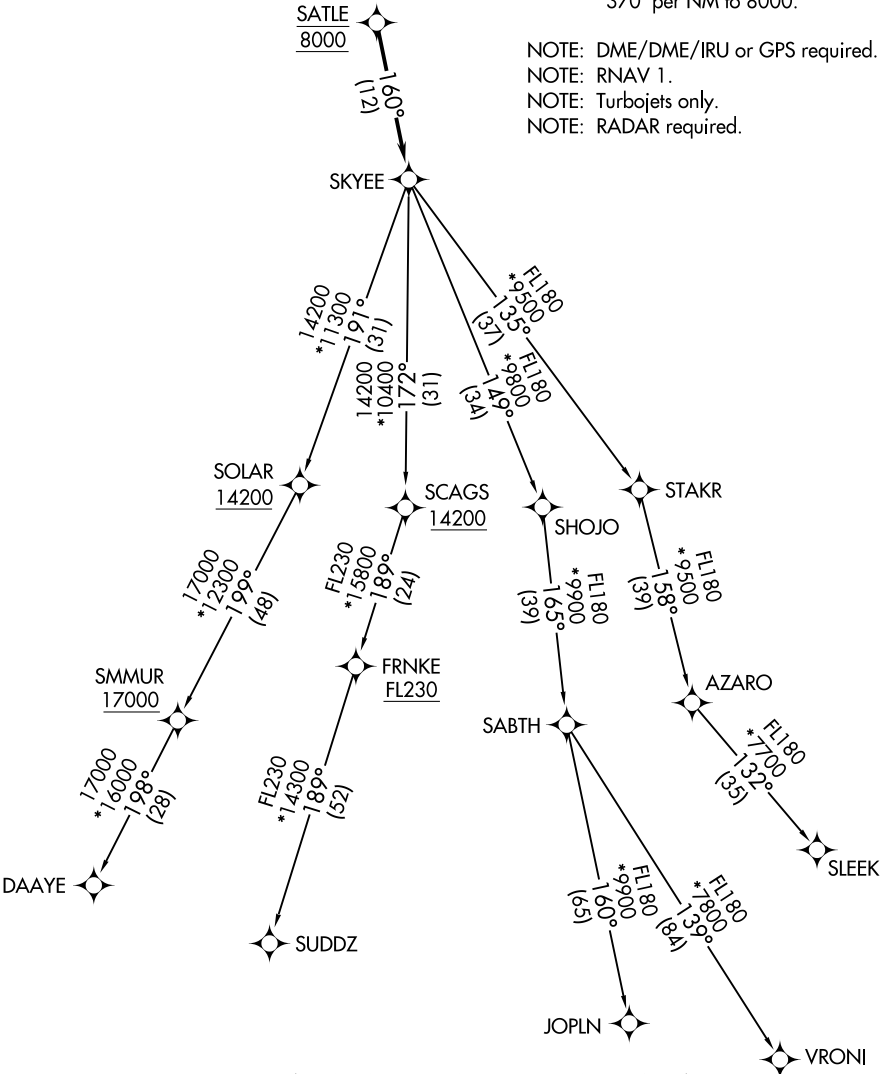 370' per NM to 8000.
SATLE
8000
NOTE: DME/DME/IRU or GPS required.
NOTE: RNAV 1.
NOTE: Turbojets only.
NOTE: RADAR required.
160°
(12)
SKYEE
14200
*11300
191°
(31)
14200
*10400
172°
(31)
FL180
*9800
149°
(34)
FL180
*9500
135°
(37)
SOLAR
14200
SCAGS
14200
SHOJO
STAKR
17000
*12300
199°
(48)
FL230
*15800
189°
(24)
FL180
*9900
165°
(39)
FL180
*9500
158°
(39)
SMMUR
17000
FRNKE
FL230
SABTH
AZARO
17000
*16000
198°
(28)
FL230
*14300
189°
(52)
FL180
*7700
132°
(35)
DAAYE
SLEEK
FL180
*9900
160°
(65)
FL180
*7800
139°
(84)
SUDDZ
JOPLN
VRONI